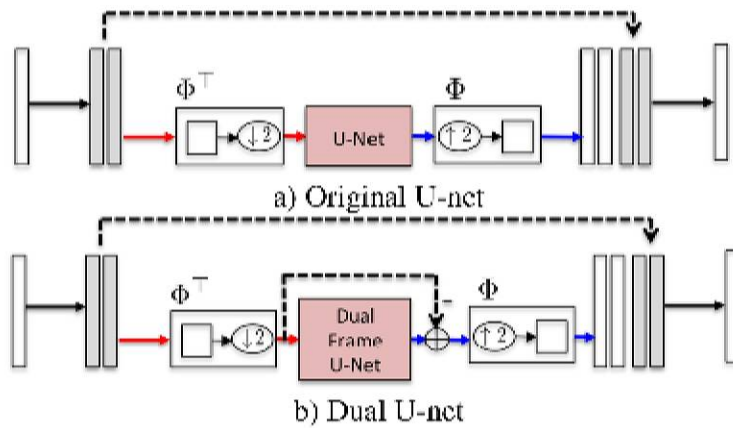 Φ⊤
Φ
↓2
U-Net
↑2
a) Original U-net
Φ⊤
-
Φ
↓2
Dual
Frame
U-Net
↑2
b) Dual U-net